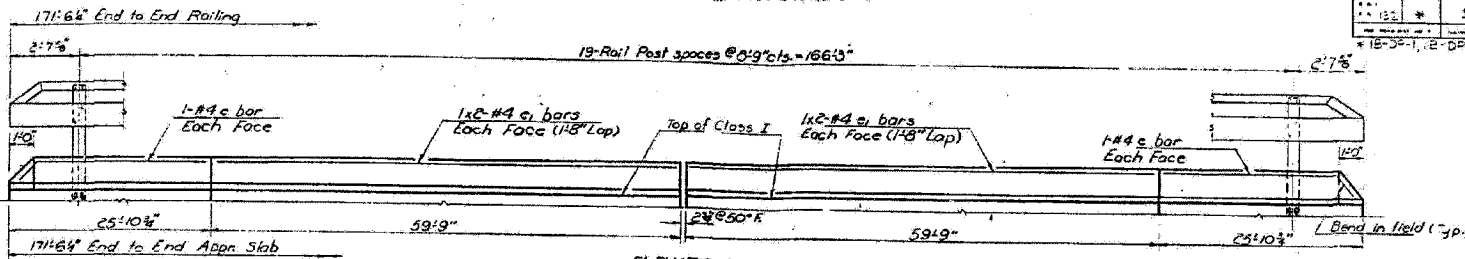 171'-6¼" End to End Railing
2'-7⅝"
19-Rail Post spaces @ 8'-9" cts. = 166'-3"
2'-7⅝"
1-#4 e bar
Each Face
1x2-#4 e₁ bars
Each Face (1'-8" Lap)
Top of Class I
1x2-#4 e₁ bars
Each Face (1'-8" Lap)
1-#4 e bar
Each Face
1'-0"
1'-0"
25'-10¾"
59'-9"
@ 50° F.
59'-9"
25'-10¾"
Bend in field
171'-6¼" End to End Appr. Slab
132
*